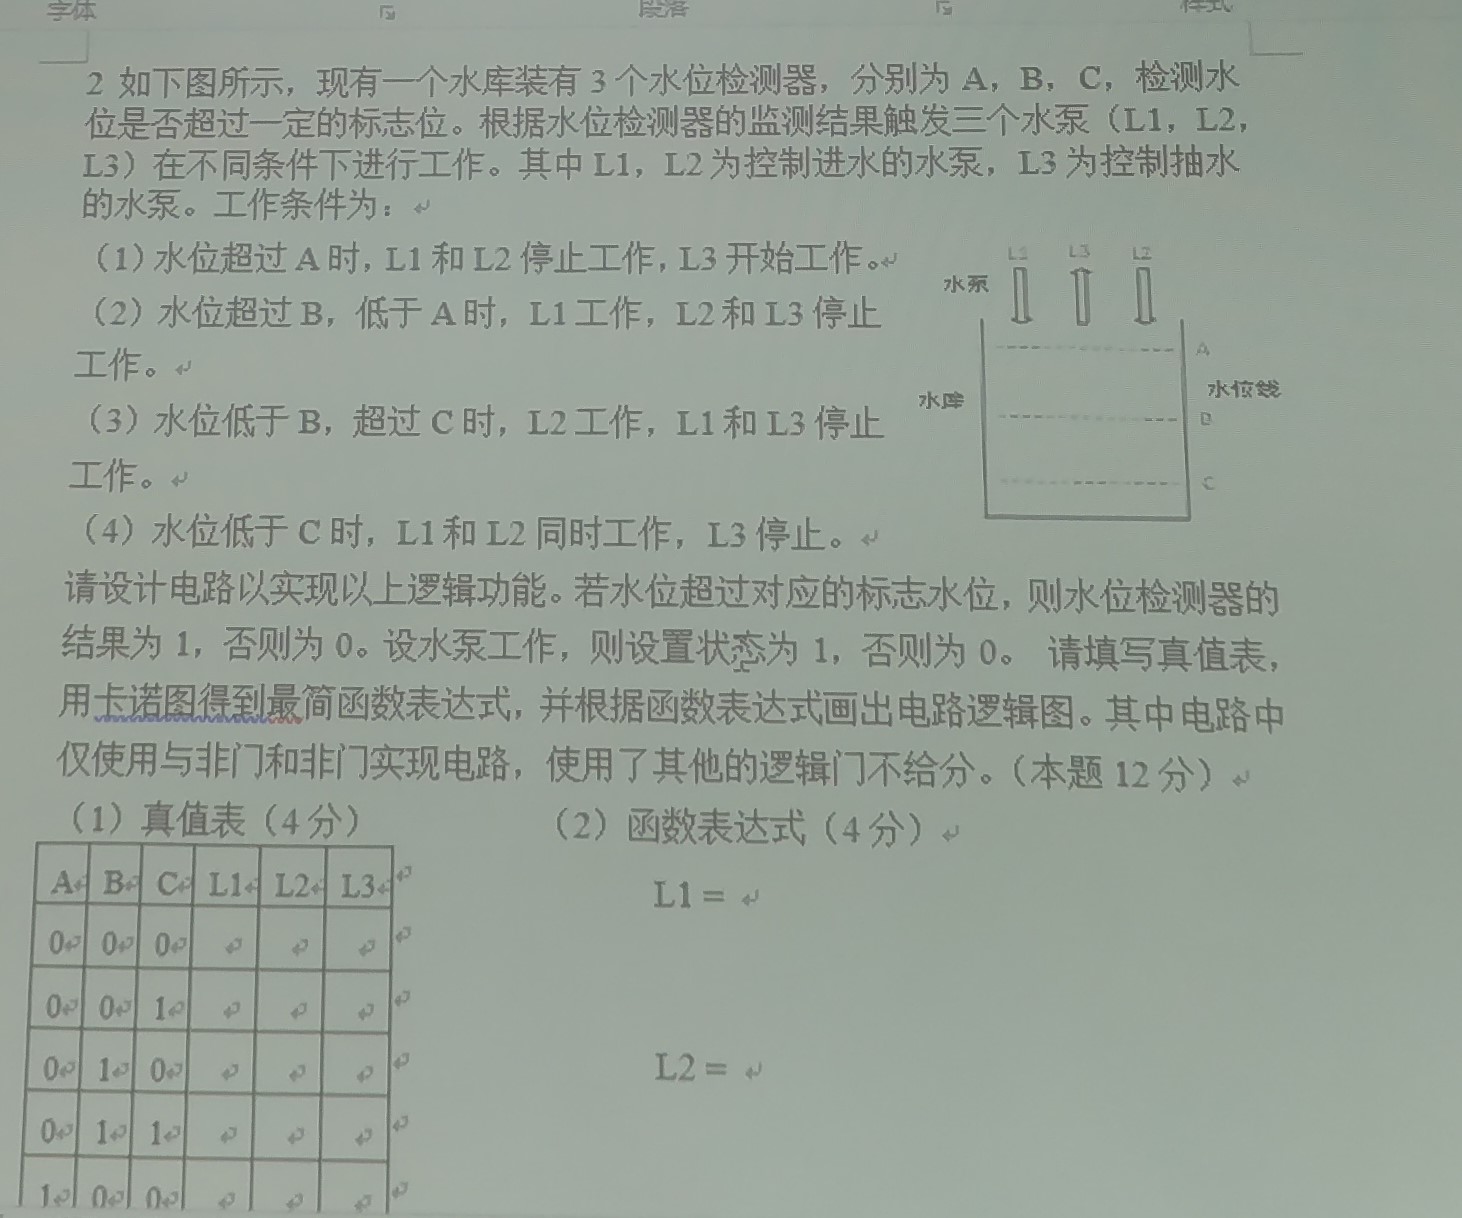 字体
段落
样式
2 如下图所示，现有一个水库装有 3 个水位检测器，分别为 A，B，C，检测水
位是否超过一定的标志位。根据水位检测器的监测结果触发三个水泵（L1，L2，
L3）在不同条件下进行工作。其中 L1，L2 为控制进水的水泵，L3 为控制抽水
的水泵。工作条件为：
（1）水位超过 A 时，L1 和 L2 停止工作，L3 开始工作。
（2）水位超过 B，低于 A 时，L1 工作，L2 和 L3 停止
工作。
（3）水位低于 B，超过 C 时，L2 工作，L1 和 L3 停止
工作。
（4）水位低于 C 时，L1 和 L2 同时工作，L3 停止。
L1 L3 L2
水泵
A
水库
水位线
B
C
请设计电路以实现以上逻辑功能。若水位超过对应的标志水位，则水位检测器的
结果为 1，否则为 0。设水泵工作，则设置状态为 1，否则为 0。 请填写真值表，
用卡诺图得到最简函数表达式，并根据函数表达式画出电路逻辑图。其中电路中
仅使用与非门和非门实现电路，使用了其他的逻辑门不给分。（本题 12 分）
（1）真值表（4 分） （2）函数表达式（4 分）
A B C L1 L2 L3
0 0 0
0 0 1
0 1 0
0 1 1
1 0 0
L1 =
L2 =